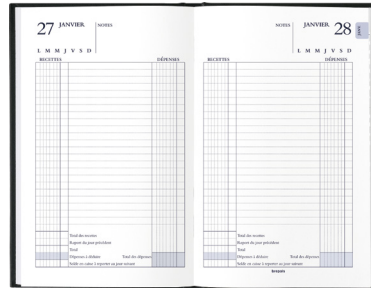 27 JANVIER
NOTES
L M M J V S D
RECETTES
DÉPENSES
Total des recettes
Report du jour précédent
Total
Dépenses à déduire Total des dépenses
Solde en caisse à reporter au jour suivant
NOTES
JANVIER 28
L M M J V S D
RECETTES
DÉPENSES
Total des recettes
Report du jour précédent
Total
Dépenses à déduire Total des dépenses
Solde en caisse à reporter au jour suivant